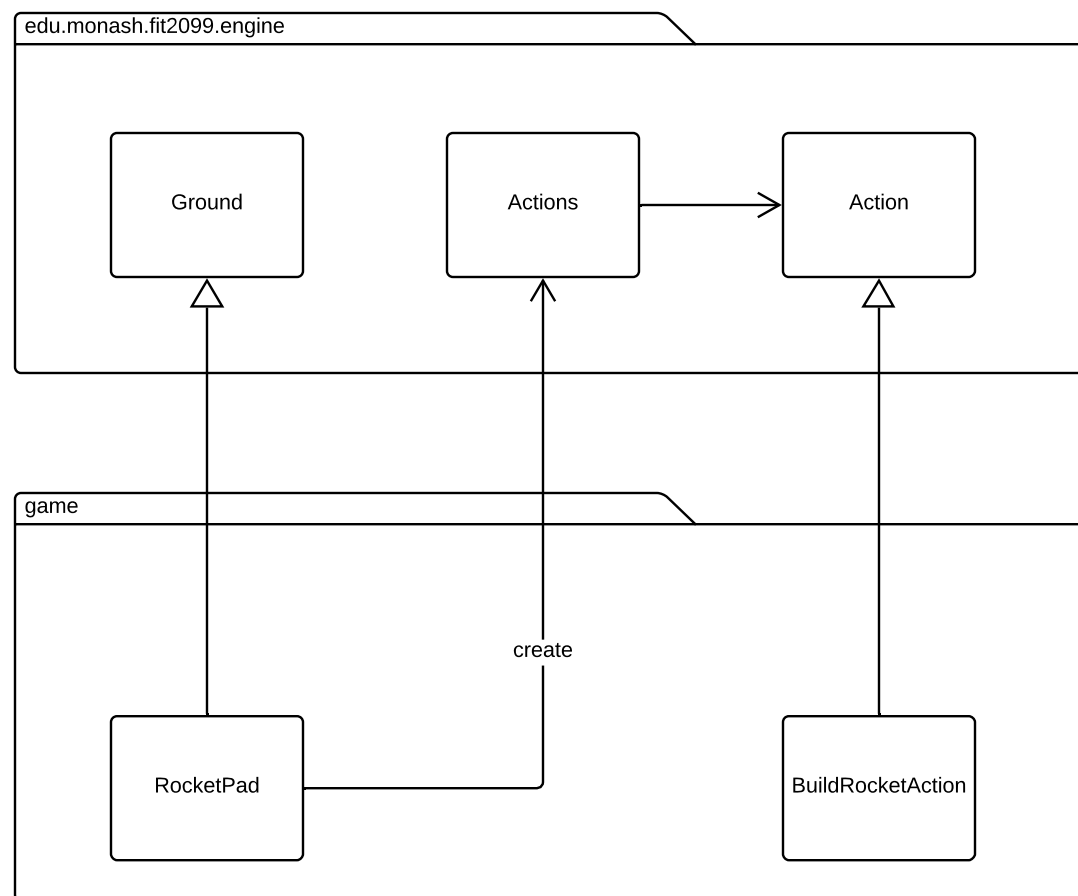 edu.monash.fit2099.engine
Ground
Actions
Action
game
create
RocketPad
BuildRocketAction